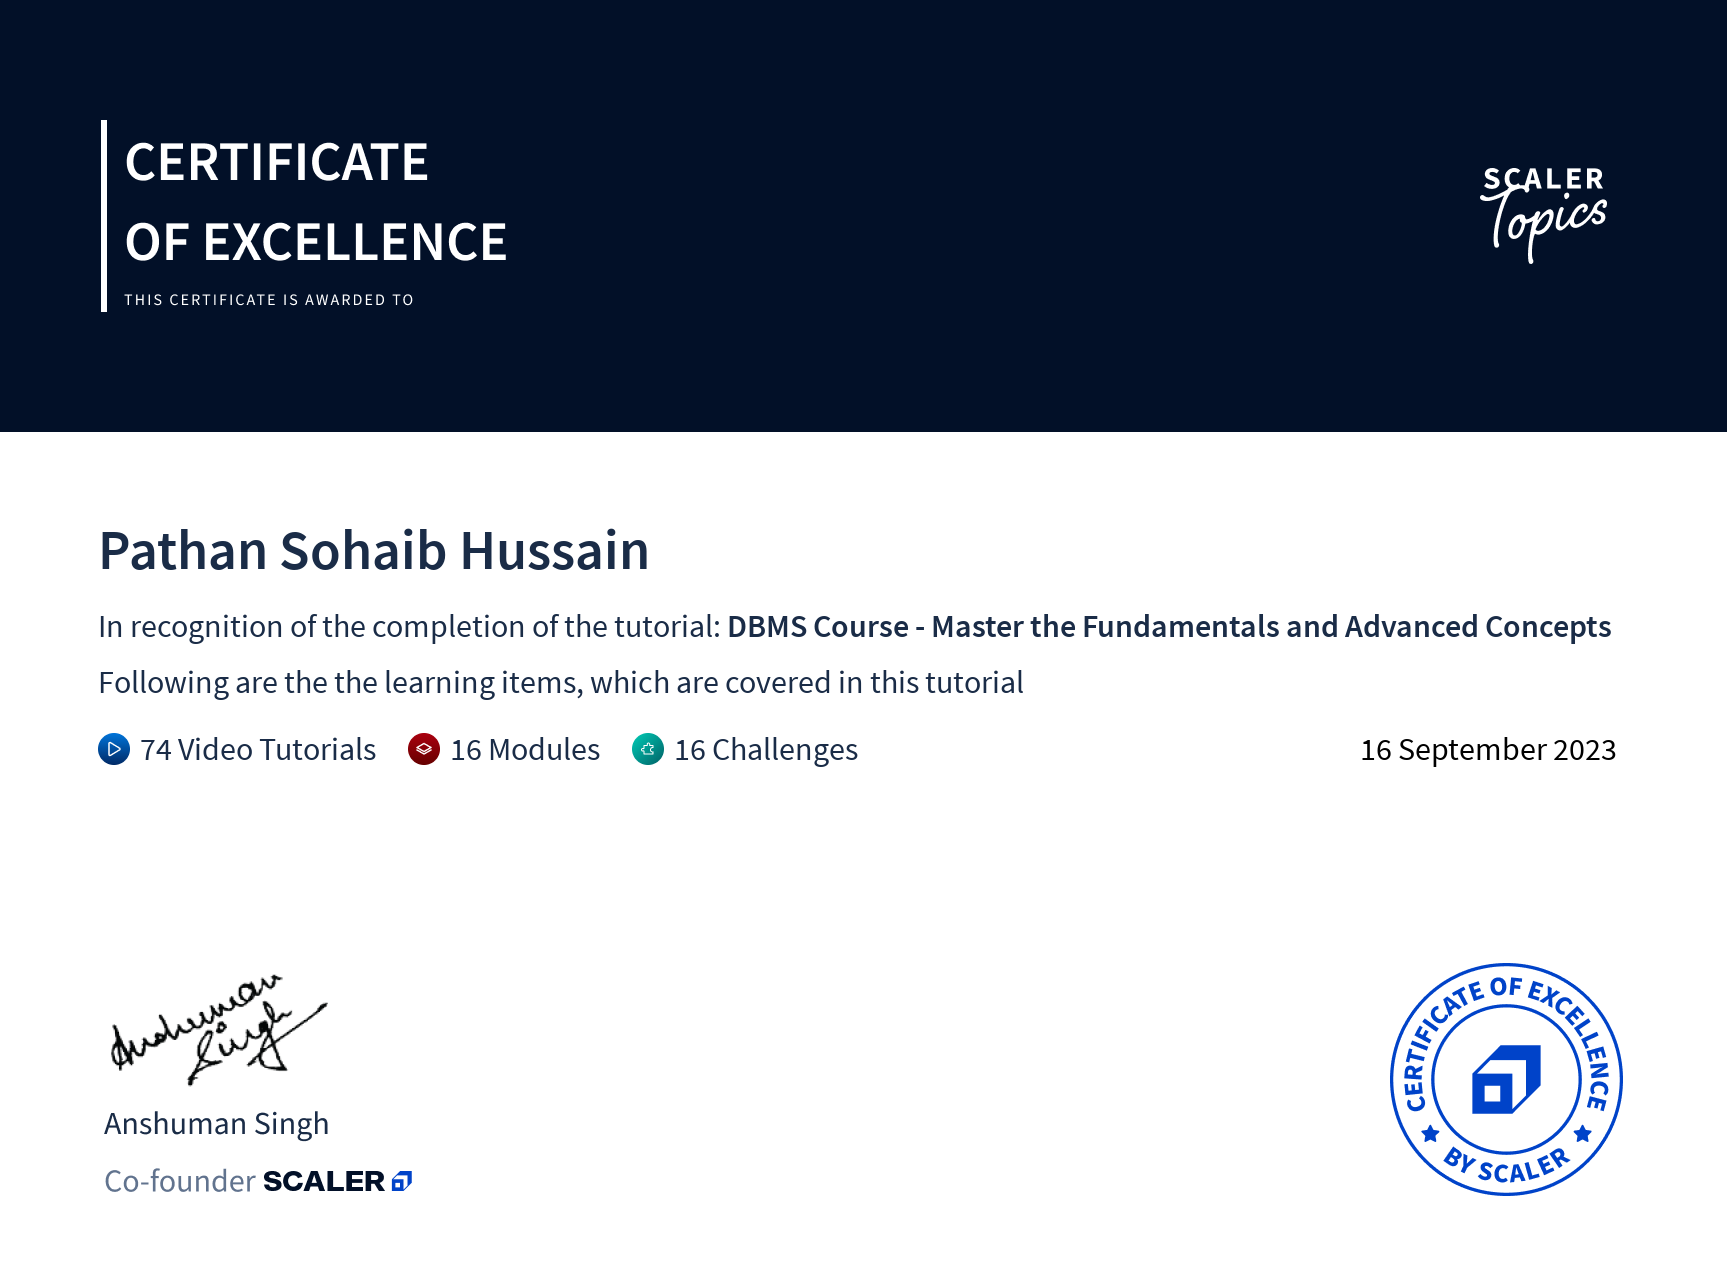 CERTIFICATE
OF EXCELLENCE
THIS CERTIFICATE IS AWARDED TO
SCALER
Topics
Pathan Sohaib Hussain
In recognition of the completion of the tutorial: DBMS Course - Master the Fundamentals and Advanced Concepts
Following are the the learning items, which are covered in this tutorial
74 Video Tutorials 16 Modules 16 Challenges 16 September 2023
Anshuman
Singh
Anshuman Singh
Co-founder SCALER
CERTIFICATE OF EXCELLENCE
BY SCALER